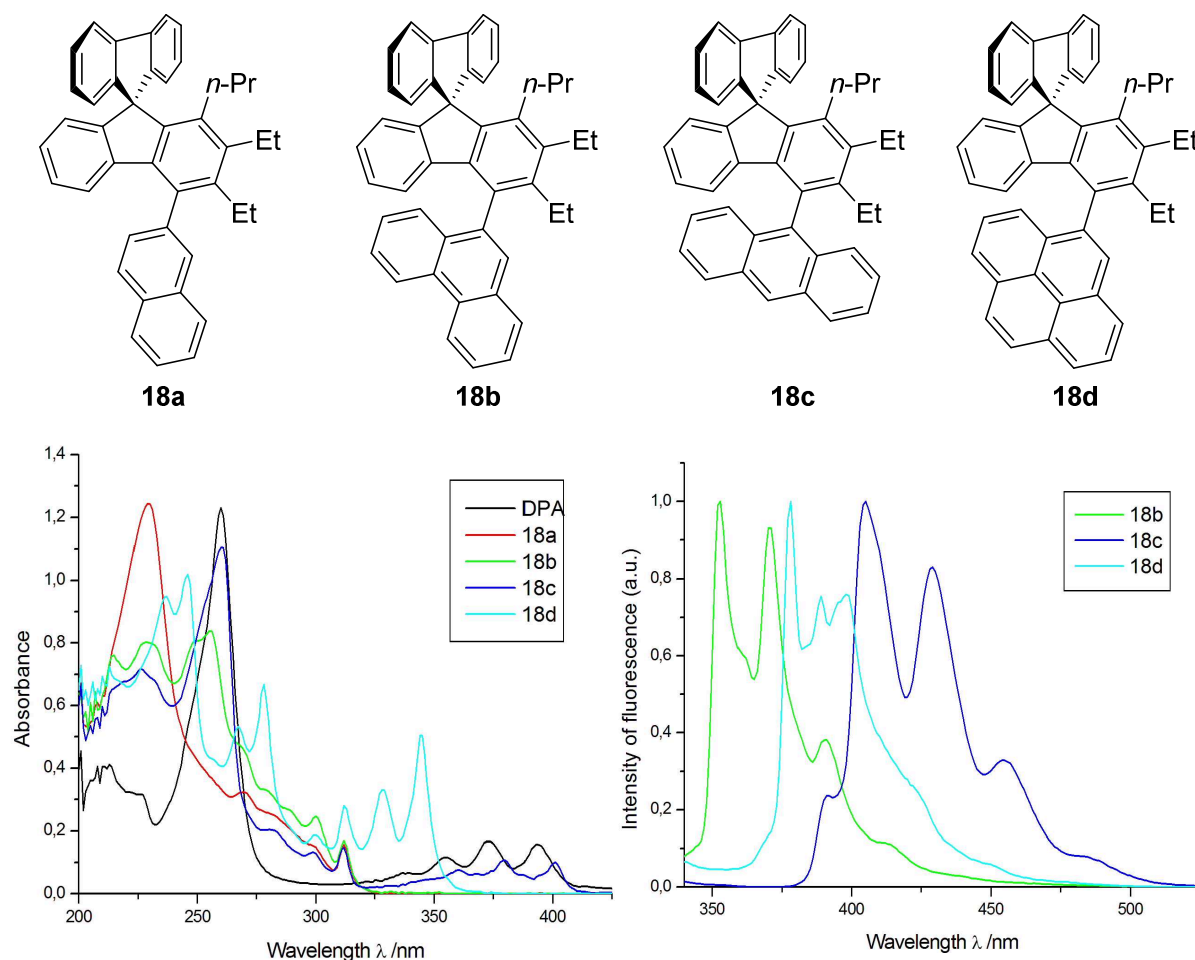 n-Pr
Et
Et
18a
n-Pr
Et
Et
18b
n-Pr
Et
Et
18c
n-Pr
Et
Et
18d
1,4
1,2
1,0
0,8
0,6
0,4
0,2
0,0
Absorbance
DPA
18a
18b
18c
18d
200 250 300 350 400
Wavelength λ /nm
1,0
0,8
0,6
0,4
0,2
0,0
Intensity of fluorescence (a.u.)
18b
18c
18d
350 400 450 500
Wavelength λ /nm